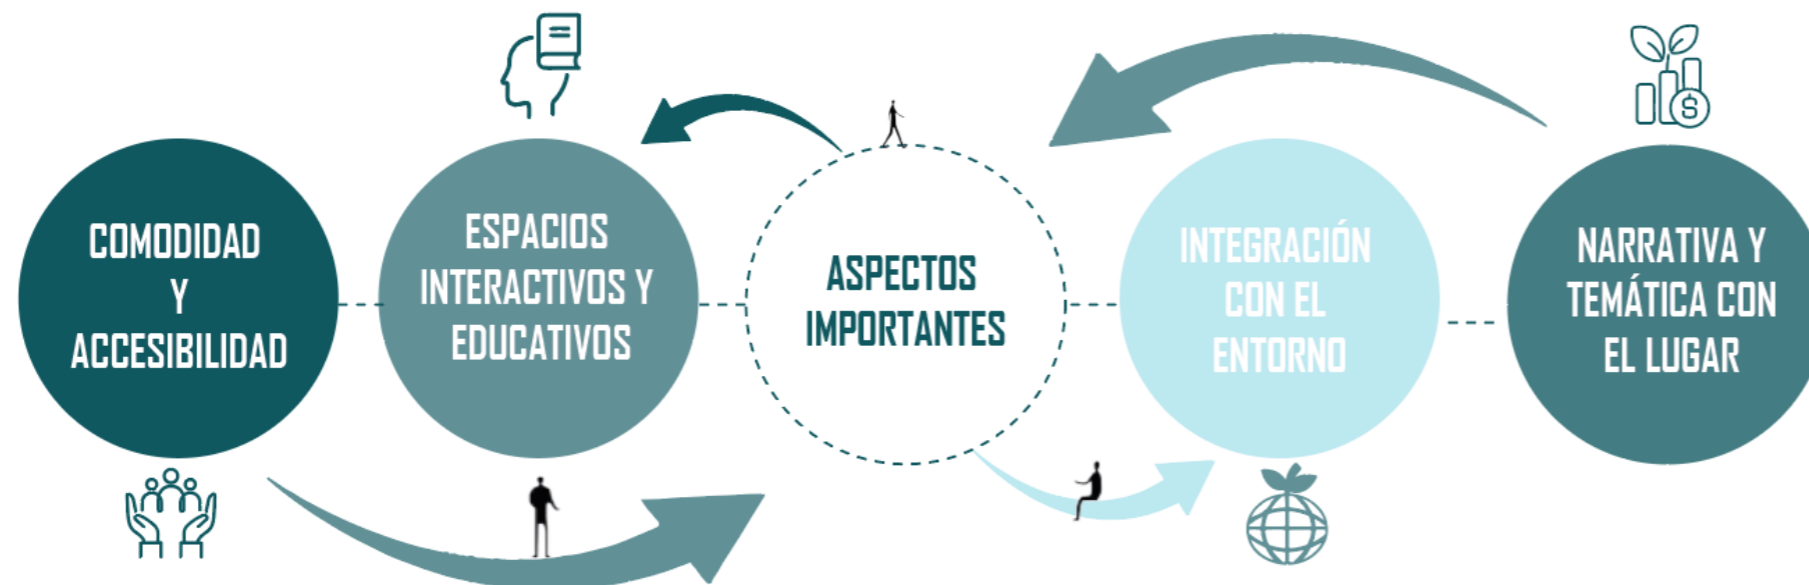 COMODIDAD
Y
ACCESIBILIDAD
ESPACIOS
INTERACTIVOS Y
EDUCATIVOS
ASPECTOS
IMPORTANTES
INTEGRACIÓN
CON EL
ENTORNO
NARRATIVA Y
TEMÁTICA CON
EL LUGAR
$